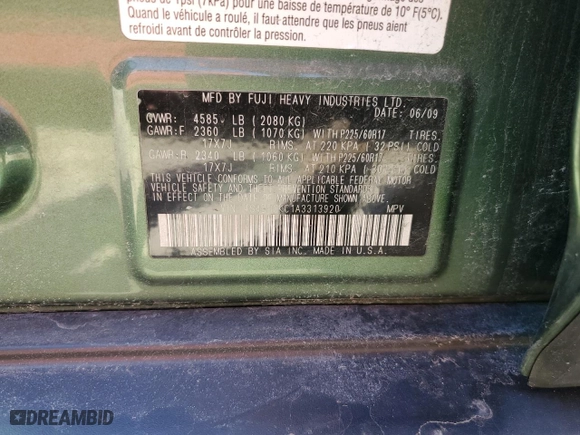 pneus de 1psi (7kPa) pour une baisse de température de 10° F(5°C).
Quand le véhicule a roulé, il faut attendre que les pneus aient
refroidi avant de contrôler la pression.
MFD BY FUJI HEAVY INDUSTRIES LTD.
DATE: 06/09
GVWR: 4585 LB ( 2080 KG)
GAWR:F 2360 LB ( 1070 KG) WITH P225/60R17 TIRES,
17X7J RIMS, AT 220 KPA ( 32 PSI) COLD
GAWR:R 2340 LB ( 1060 KG) WITH P225/60R17 TIRES,
17X7J RIMS, AT 210 KPA ( PSI) COLD
THIS VEHICLE CONFORMS TO ALL APPLICABLE FEDERAL MOTOR
VEHICLE SAFETY AND THEFT PREVENTION STANDARDS
IN EFFECT ON THE DATE OF MANUFACTURE SHOWN ABOVE.
C1A3313920 MPV
ASSEMBLED BY SIA INC. MADE IN U.S.A.
DREAMBID